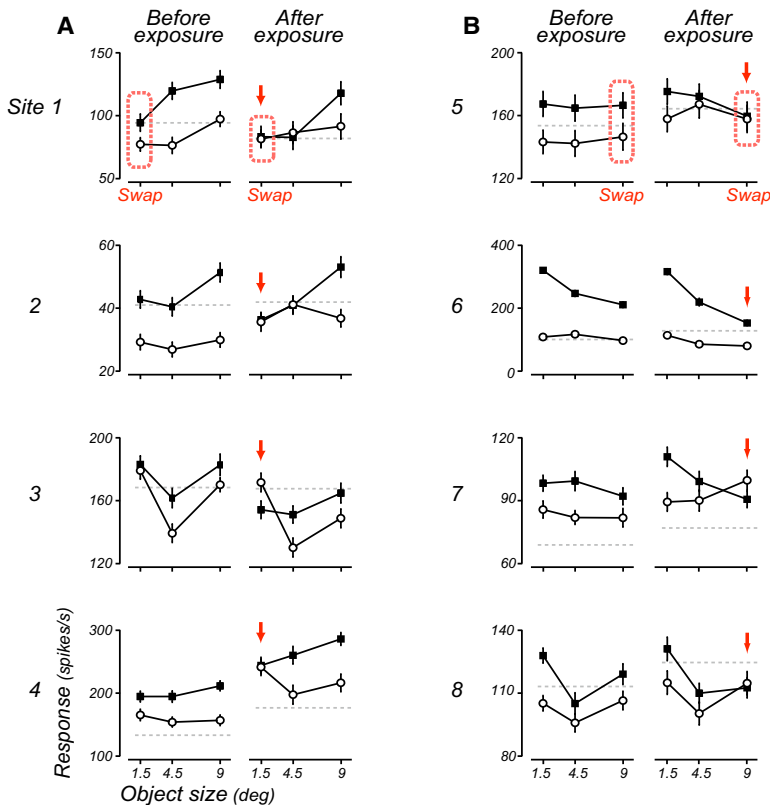 A
Before exposure
After exposure
B
Before exposure
After exposure
Site 1
150
100
50
Swap
Swap
5
200
160
120
Swap
Swap
2
60
40
20
6
400
200
0
3
200
160
120
7
120
90
60
4
300
200
100
8
140
110
80
Response (spikes/s)
1.5 4.5 9
1.5 4.5 9
1.5 4.5 9
1.5 4.5 9
Object size (deg)